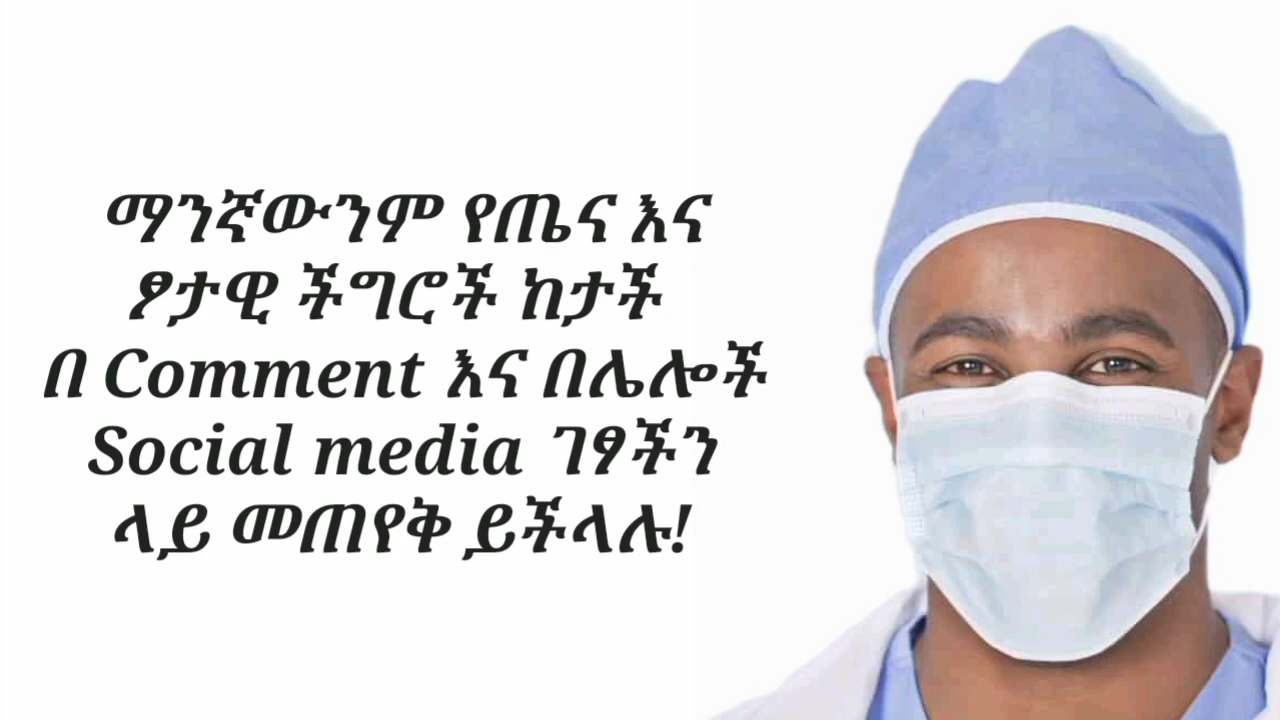 ማንኛውንም የጤና እና
ፆታዊ ችግሮች ከታች
በ Comment እና በሌሎች
Social media ገፃችን
ላይ መጠየቅ ይችላሉ!